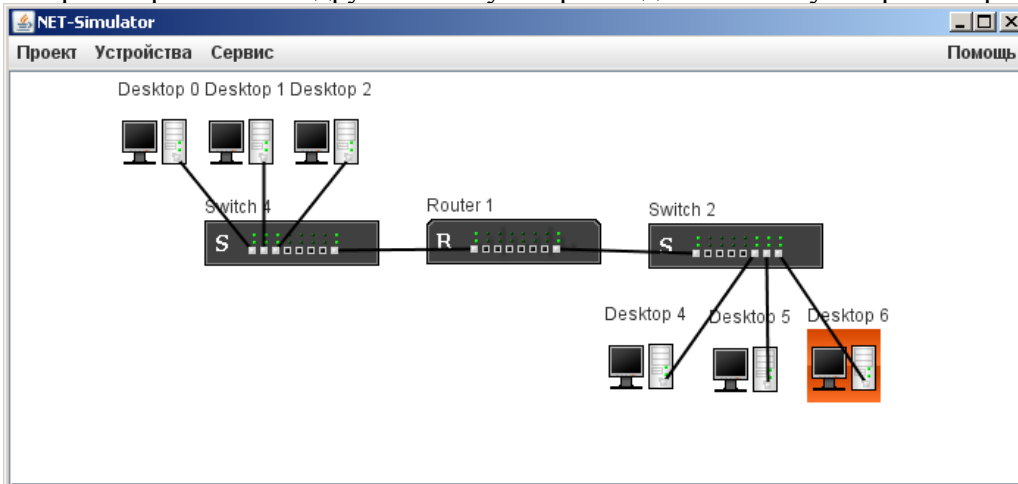 NET-Simulator
Проект Устройства Сервис Помощь
Desktop 0 Desktop 1 Desktop 2
Switch 4
S
Router 1
R
Switch 2
S
Desktop 4
Desktop 5
Desktop 6